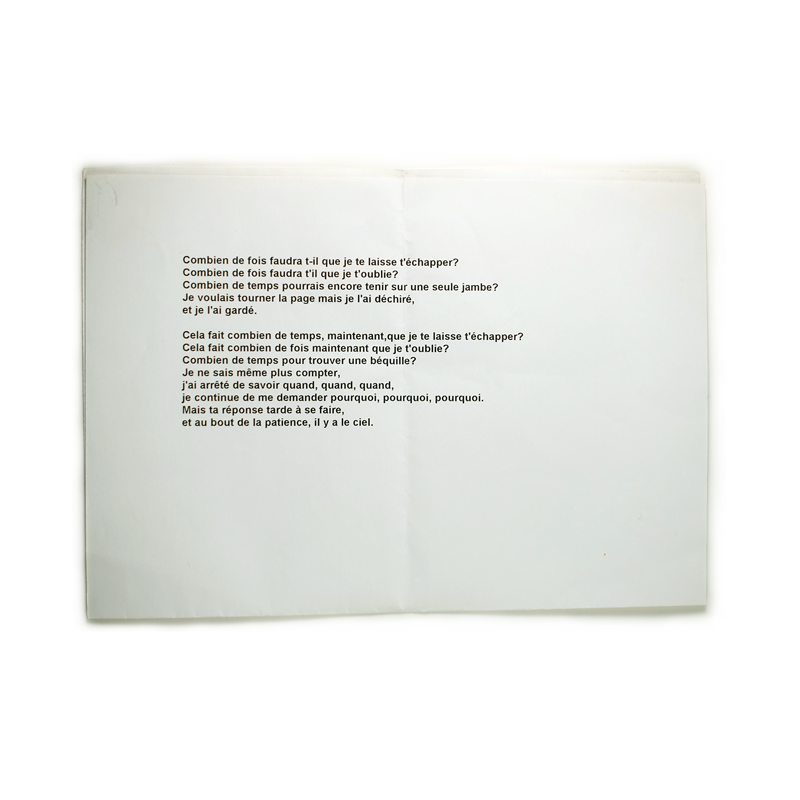 Combien de fois faudra t-il que je te laisse t'échapper?
Combien de fois faudra t'il que je t'oublie?
Combien de temps pourrais encore tenir sur une seule jambe?
Je voulais tourner la page mais je l'ai déchiré,
et je l'ai gardé.
Cela fait combien de temps, maintenant,que je te laisse t'échapper?
Cela fait combien de fois maintenant que je t'oublie?
Combien de temps pour trouver une béquille?
Je ne sais même plus compter,
j'ai arrêté de savoir quand, quand, quand,
je continue de me demander pourquoi, pourquoi, pourquoi.
Mais ta réponse tarde à se faire,
et au bout de la patience, il y a le ciel.